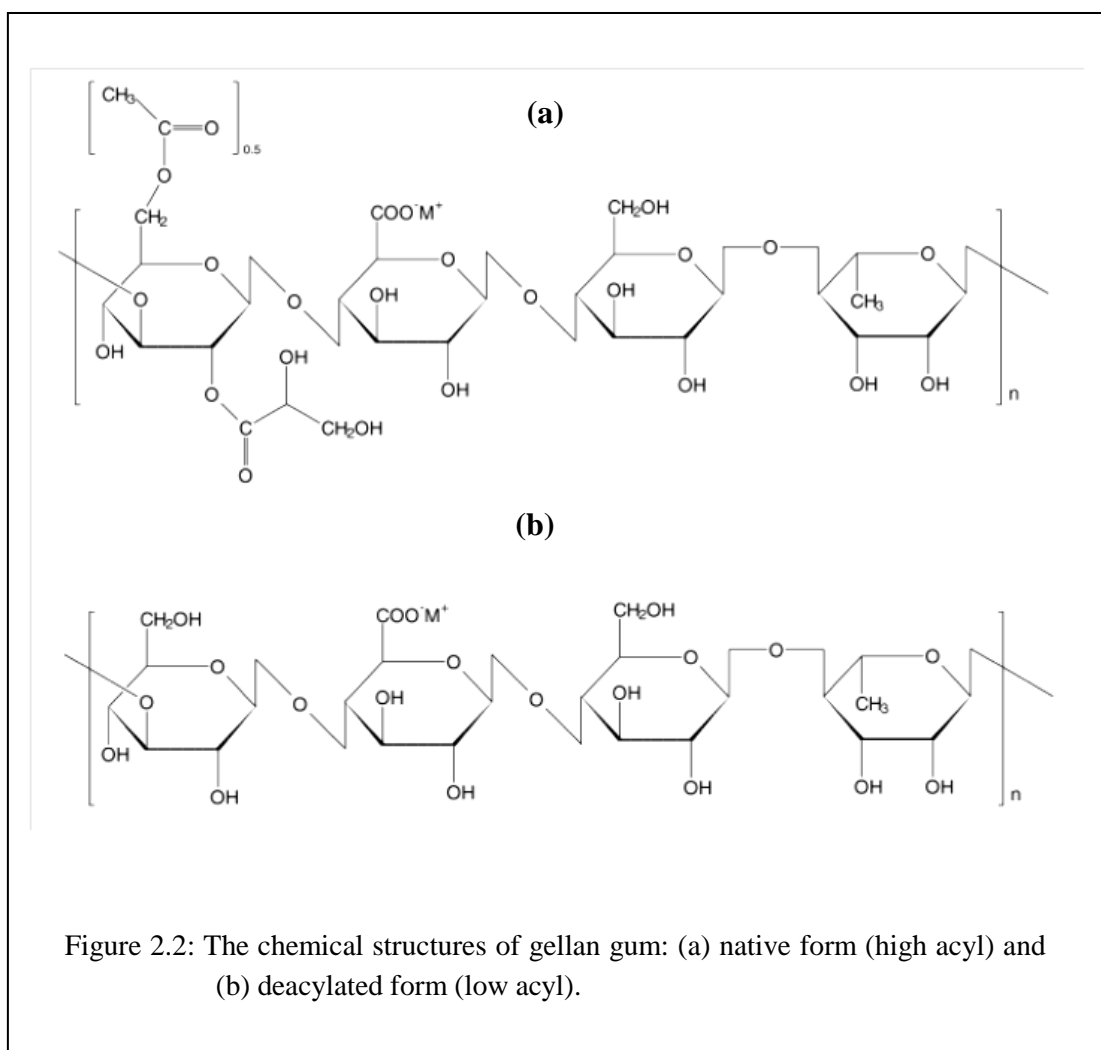 (a)
CH₃
C
O
0.5
O
CH₂
COO⁻M⁺
CH₂OH
O
O
O
O
O
O
O
O
OH
OH
CH₃
OH
OH
OH
OH
OH
OH
n
O
C
CH₂OH
O
(b)
CH₂OH
COO⁻M⁺
CH₂OH
O
O
O
O
O
O
O
O
OH
OH
CH₃
OH
OH
OH
OH
OH
OH
n
Figure 2.2: The chemical structures of gellan gum: (a) native form (high acyl) and
(b) deacylated form (low acyl).